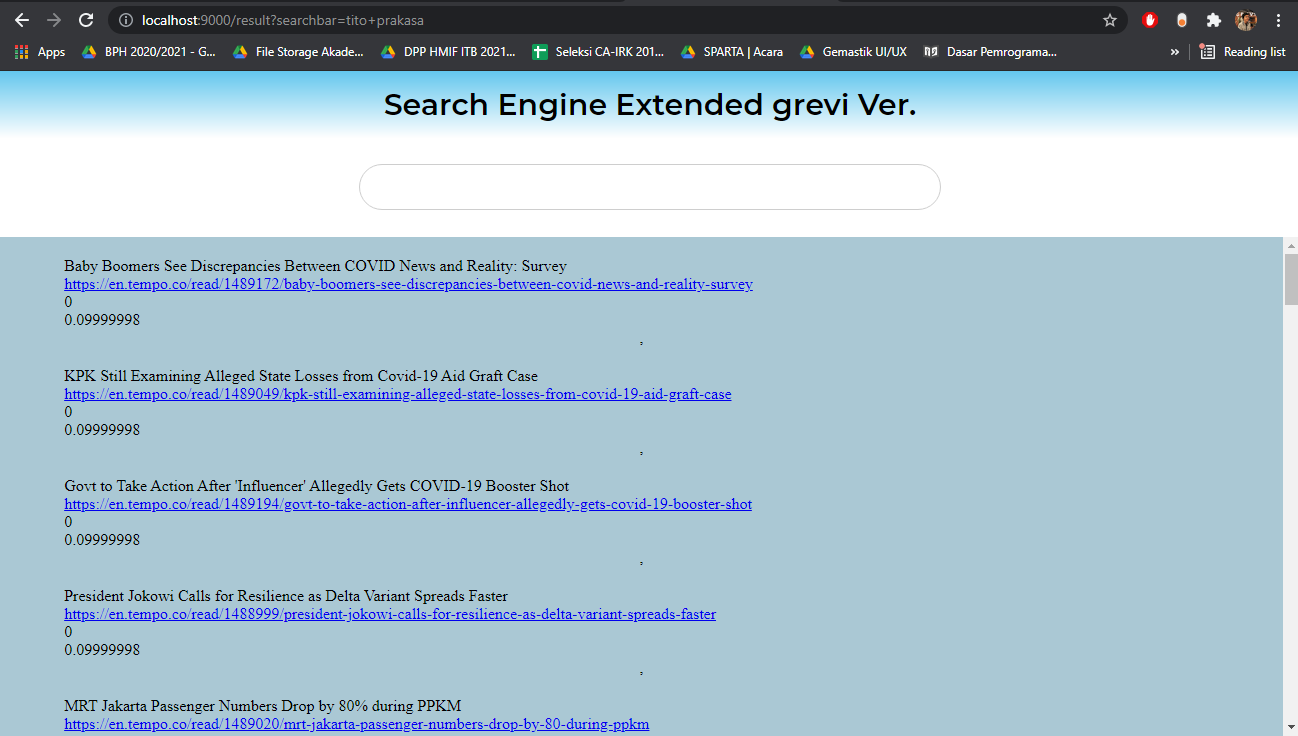 localhost:9000/result?searchbar=tito+prakasa
Apps BPH 2020/2021 - G... File Storage Akade... DPP HMIF ITB 2021... Seleksi CA-IRK 201... SPARTA | Acara Gemastik UI/UX Dasar Pemrograma... » Reading list
Search Engine Extended grevi Ver.
Baby Boomers See Discrepancies Between COVID News and Reality: Survey
https://en.tempo.co/read/1489172/baby-boomers-see-discrepancies-between-covid-news-and-reality-survey
0
0.09999998
,
KPK Still Examining Alleged State Losses from Covid-19 Aid Graft Case
https://en.tempo.co/read/1489049/kpk-still-examining-alleged-state-losses-from-covid-19-aid-graft-case
0
0.09999998
,
Govt to Take Action After 'Influencer' Allegedly Gets COVID-19 Booster Shot
https://en.tempo.co/read/1489194/govt-to-take-action-after-influencer-allegedly-gets-covid-19-booster-shot
0
0.09999998
,
President Jokowi Calls for Resilience as Delta Variant Spreads Faster
https://en.tempo.co/read/1488999/president-jokowi-calls-for-resilience-as-delta-variant-spreads-faster
0
0.09999998
,
MRT Jakarta Passenger Numbers Drop by 80% during PPKM
https://en.tempo.co/read/1489020/mrt-jakarta-passenger-numbers-drop-by-80-during-ppkm